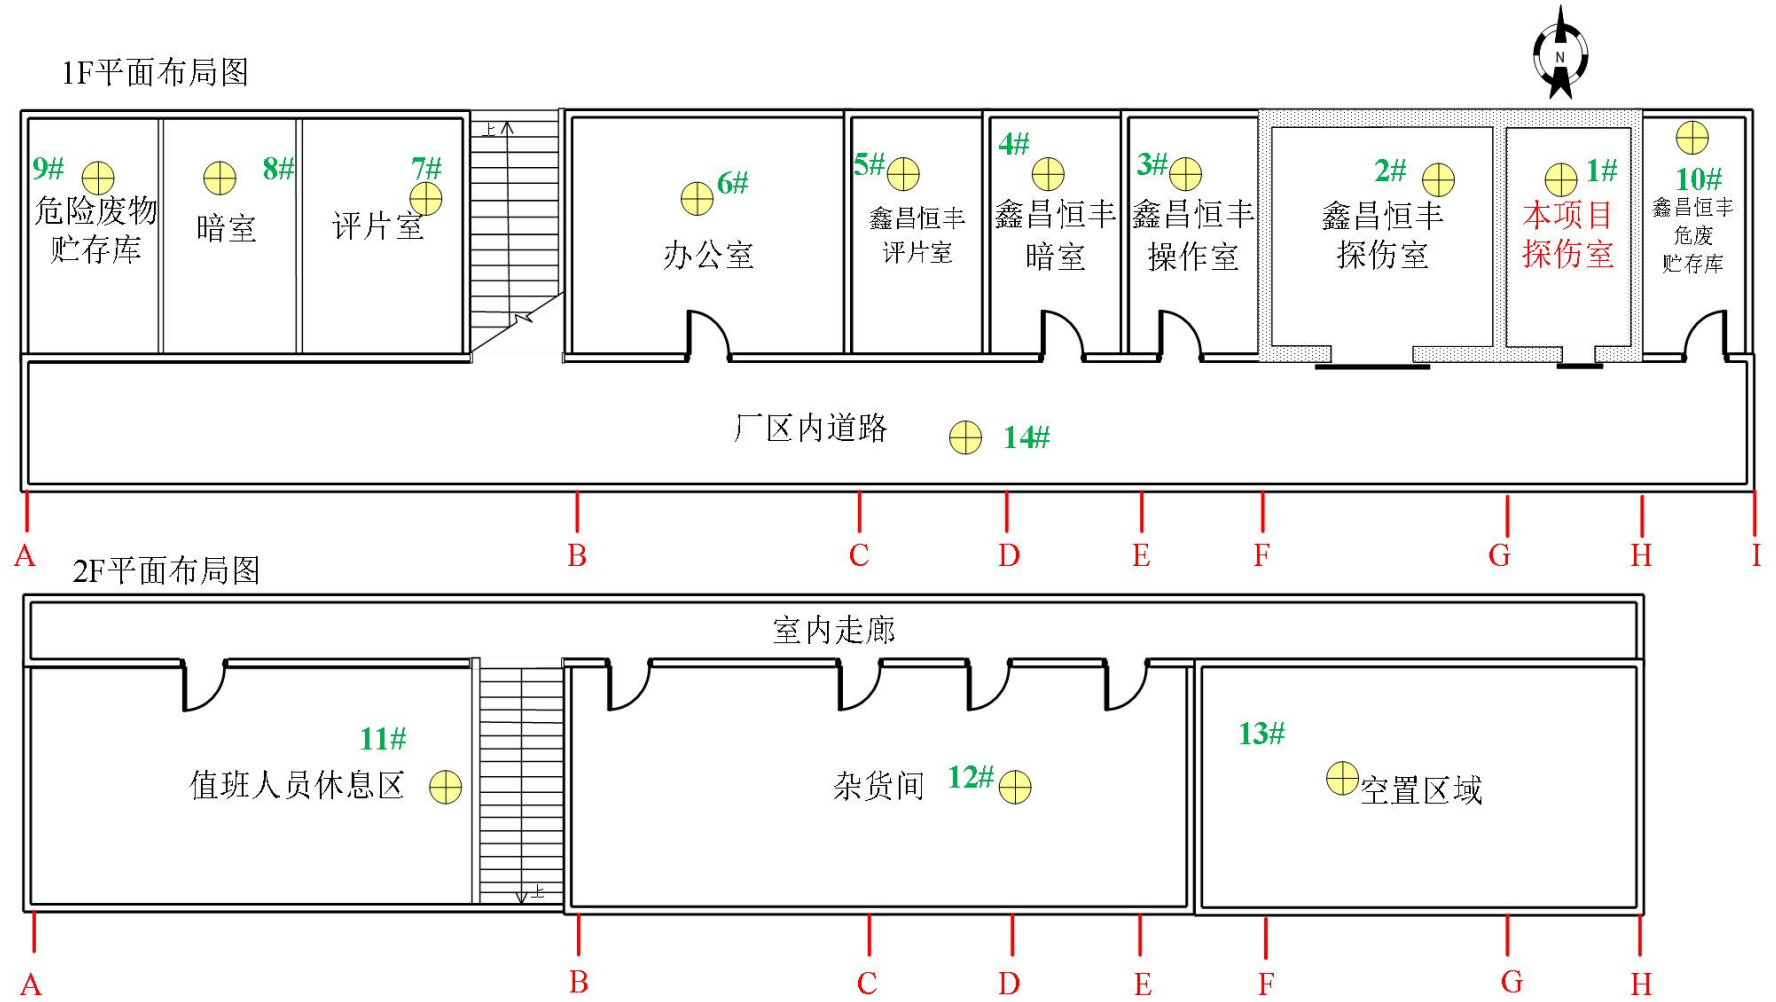 1F平面布局图
N
上
9#
8#
7#
6#
5#
4#
3#
2#
1#
10#
危险废物
贮存库
暗室
评片室
办公室
鑫昌恒丰
评片室
鑫昌恒丰
暗室
鑫昌恒丰
操作室
鑫昌恒丰
探伤室
本项目
探伤室
鑫昌恒丰
危废
贮存库
厂区内道路 14#
A B C D E F G H I
2F平面布局图
室内走廊
11#
值班人员休息区
上
杂货间 12#
13#
空置区域
A B C D E F G H